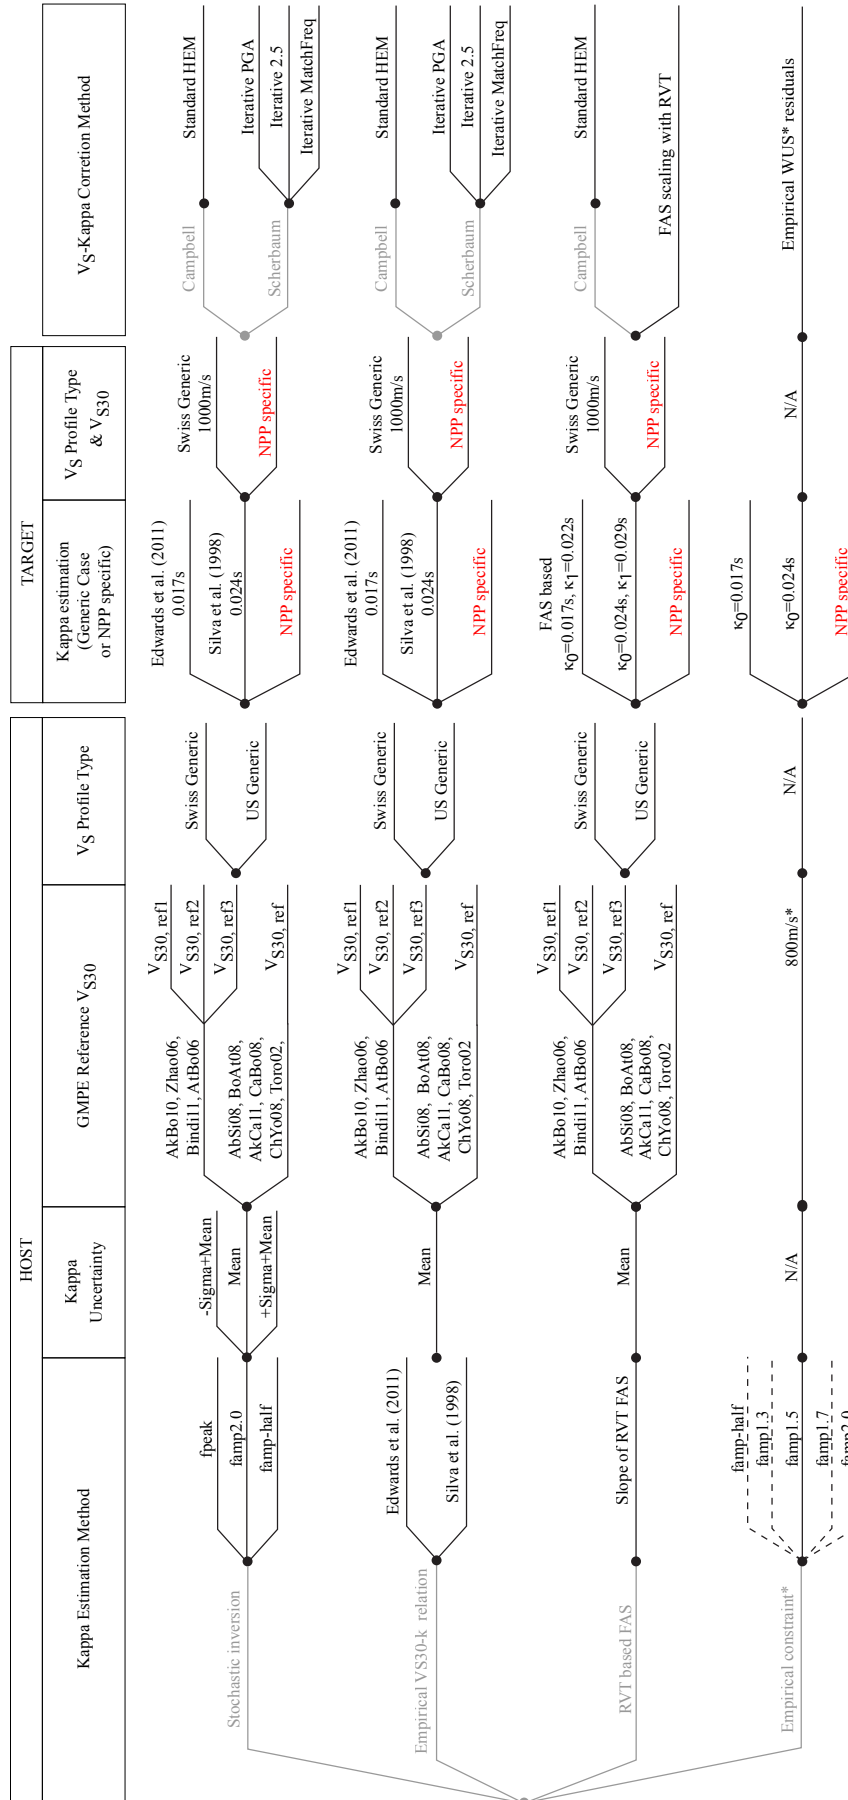 HOST
TARGET
Kappa Estimation Method
Kappa
Uncertainty
GMPE Reference VS30
VS Profile Type
Kappa estimation
(Generic Case
or NPP specific)
VS Profile Type
& VS30
VS-Kappa Corretion Method
Stochastic inversion
fpeak
famp2.0
famp-half
-Sigma+Mean
Mean
+Sigma+Mean
AkBo10, Zhao06,
Bindi11, AtBo06
AbSi08, BoAt08,
AkCa11, CaBo08,
ChYo08, Toro02,
VS30, ref1
VS30, ref2
VS30, ref3
VS30, ref
Swiss Generic
US Generic
Edwards et al. (2011)
0.017s
Silva et al. (1998)
0.024s
NPP specific
Swiss Generic
1000m/s
NPP specific
Campbell
Scherbaum
Standard HEM
Iterative PGA
Iterative 2.5
Iterative MatchFreq
Empirical VS30-k relation
Edwards et al. (2011)
Silva et al. (1998)
Mean
AkBo10, Zhao06,
Bindi11, AtBo06
AbSi08, BoAt08,
AkCa11, CaBo08,
ChYo08, Toro02
VS30, ref1
VS30, ref2
VS30, ref3
VS30, ref
Swiss Generic
US Generic
Edwards et al. (2011)
0.017s
Silva et al. (1998)
0.024s
NPP specific
Swiss Generic
1000m/s
NPP specific
Campbell
Scherbaum
Standard HEM
Iterative PGA
Iterative 2.5
Iterative MatchFreq
RVT based FAS
Slope of RVT FAS
Mean
AkBo10, Zhao06,
Bindi11, AtBo06
AbSi08, BoAt08,
AkCa11, CaBo08,
ChYo08, Toro02
VS30, ref1
VS30, ref2
VS30, ref3
VS30, ref
Swiss Generic
US Generic
FAS based
κ0=0.017s, κ1=0.022s
κ0=0.024s, κ1=0.029s
NPP specific
Swiss Generic
1000m/s
NPP specific
Campbell
Standard HEM
FAS scaling with RVT
Empirical constraint*
famp-half
famp1.3
famp1.5
famp1.7
famp2.0
N/A
800m/s*
N/A
κ0=0.017s
κ0=0.024s
NPP specific
N/A
Empirical WUS* residuals